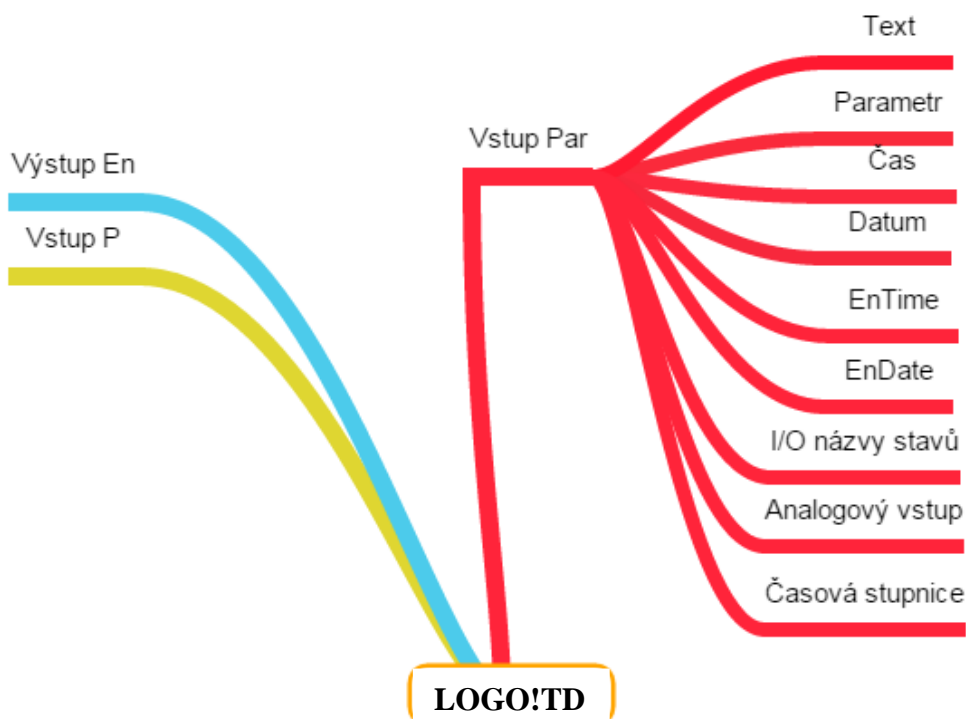 Výstup En
Vstup P
Vstup Par
Text
Parametr
Čas
Datum
EnTime
EnDate
I/O názvy stavů
Analogový vstup
Časová stupnice
LOGO!TD